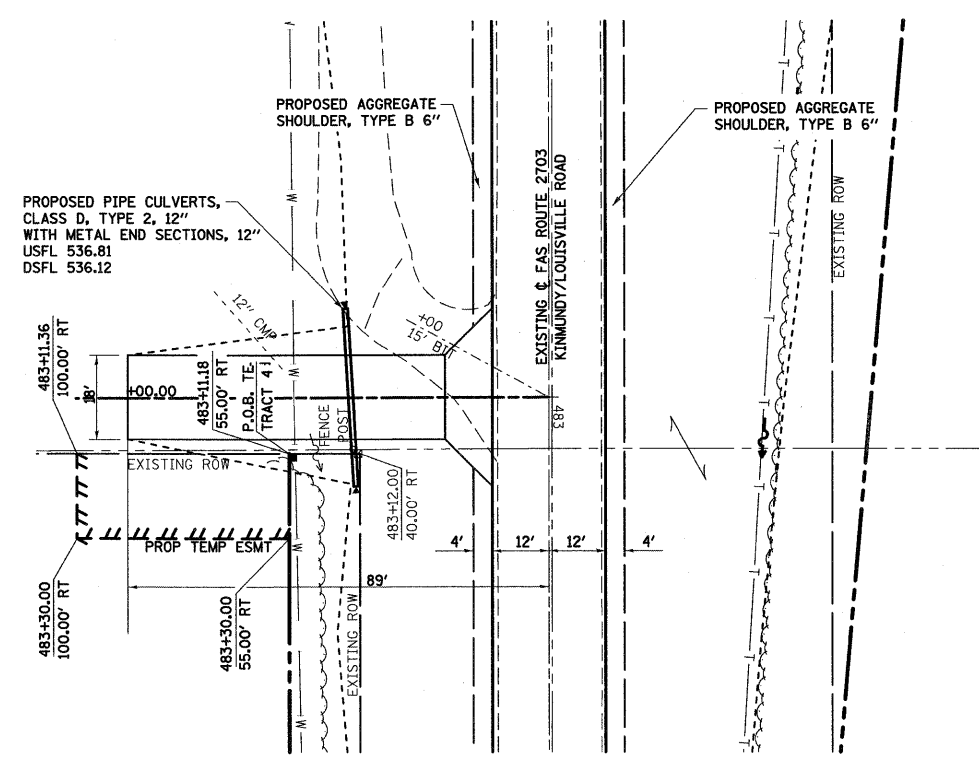 PROPOSED AGGREGATE
SHOULDER, TYPE B 6"
PROPOSED AGGREGATE
SHOULDER, TYPE B 6"
EXISTING ℄ FAS ROUTE 2703
KINMUNDY/LOUISVILLE ROAD
PROPOSED PIPE CULVERTS,
CLASS D, TYPE 2, 12"
WITH METAL END SECTIONS, 12"
USFL 536.81
DSFL 536.12
EXISTING ROW
12" CMP
+00
15' BIT
483+11.36
100.00' RT
18'
+00.00
483+11.18
55.00' RT
P.O.B. TE-
TRACT 4
FENCE
POST
483
EXISTING ROW
483+12.00
40.00' RT
PROP TEMP ESMT
4'
12'
12'
4'
89'
483+30.00
100.00' RT
483+30.00
55.00' RT
EXISTING ROW
W
W
W
W
W
W
T
T
T
T
T
T
T
T
T